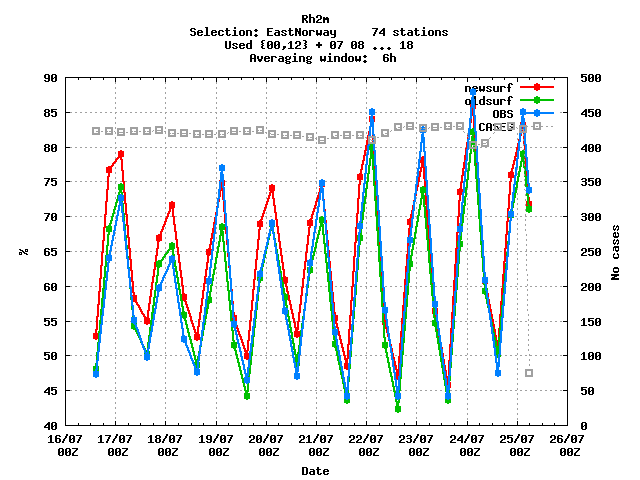 Rh2m
Selection: EastNorway 74 stations
Used {00,12} + 07 08 ... 18
Averaging window: 6h
newsurf
oldsurf
OBS
CASES
90
85
80
75
70
65
60
55
50
45
40
%
500
450
400
350
300
250
200
150
100
50
0
No cases
16/07 17/07 18/07 19/07 20/07 21/07 22/07 23/07 24/07 25/07 26/07
00Z 00Z 00Z 00Z 00Z 00Z 00Z 00Z 00Z 00Z 00Z
Date